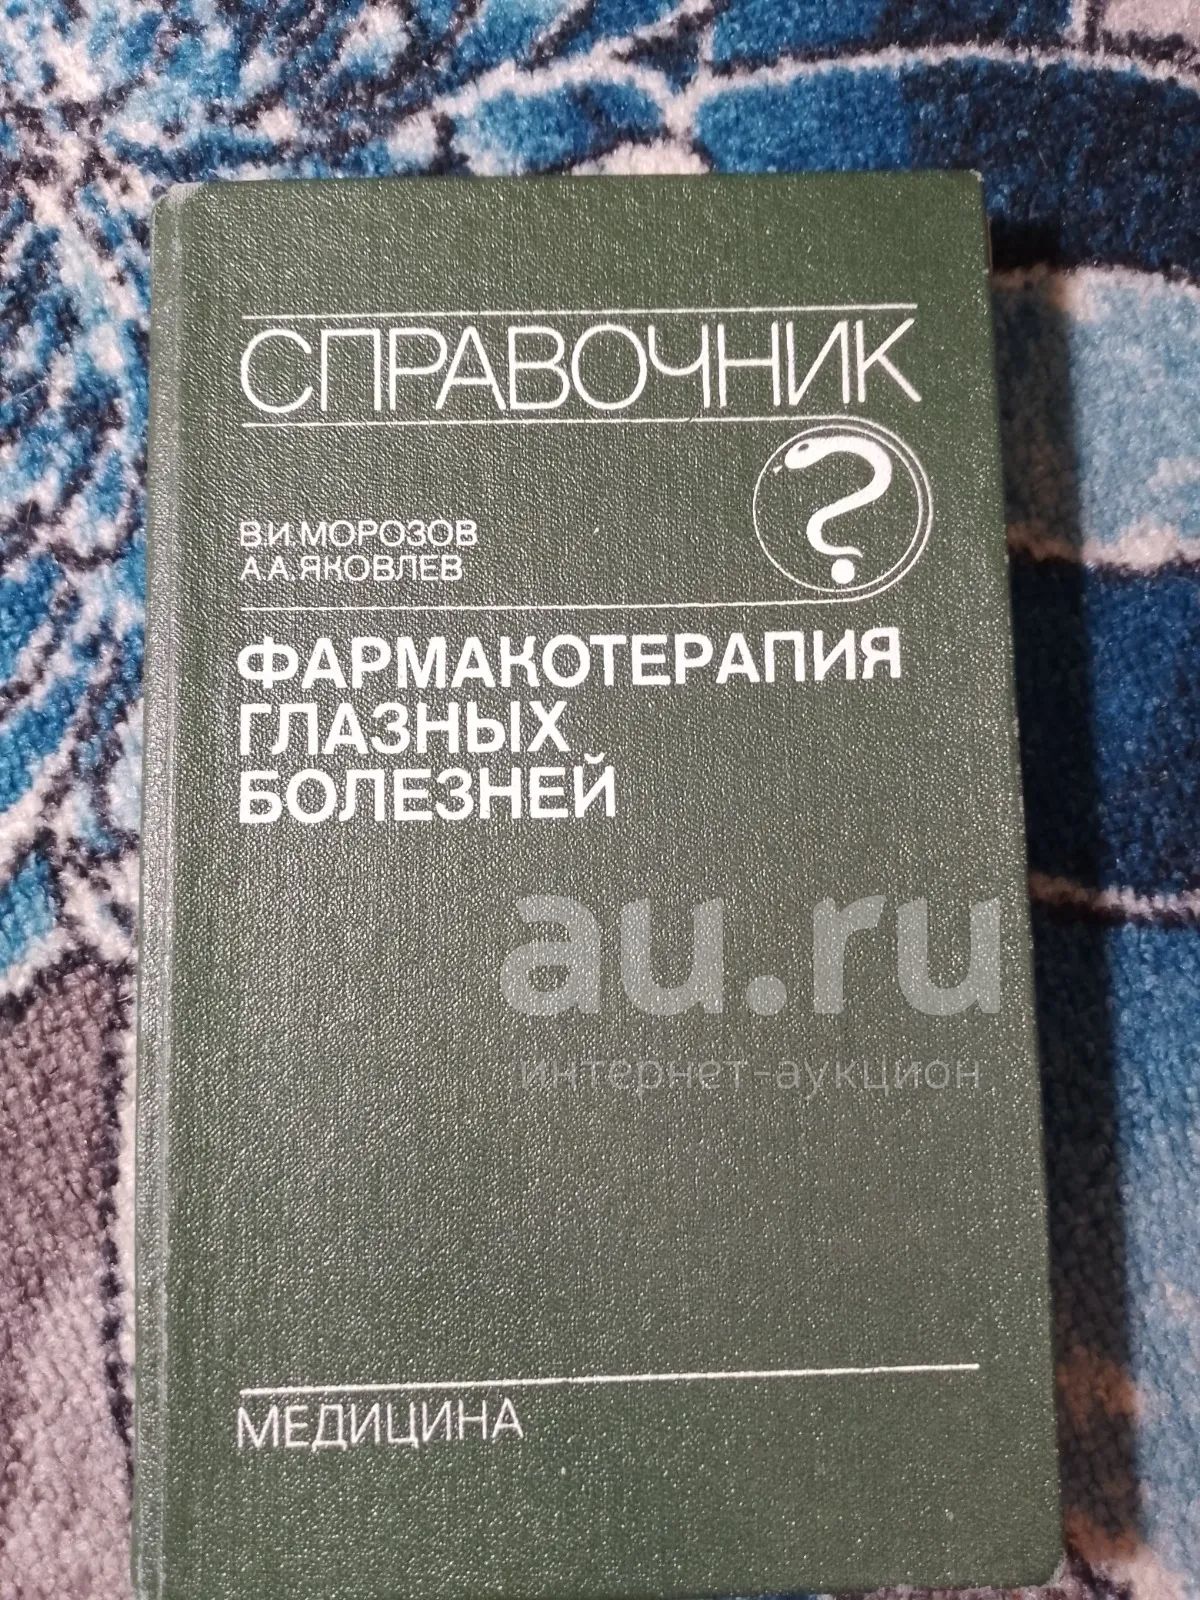 СПРАВОЧНИК
В.И.МОРОЗОВ
А.А.ЯКОВЛЕВ
ФАРМАКОТЕРАПИЯ
ГЛАЗНЫХ
БОЛЕЗНЕЙ
au.ru
интернет-аукцион
МЕДИЦИНА